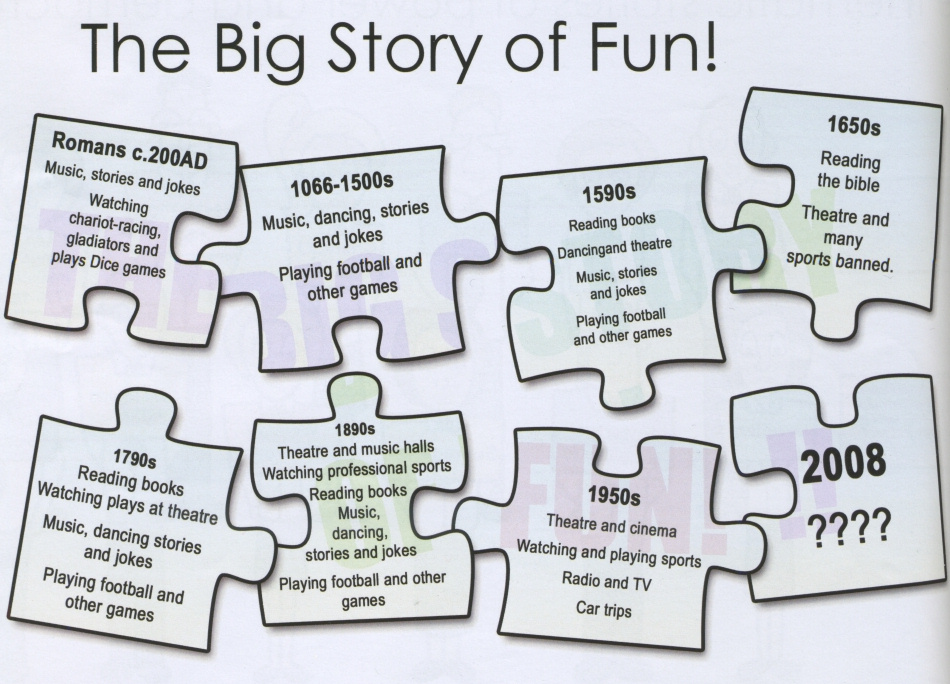 The Big Story of Fun!
Romans c.200AD
Music, stories and jokes
Watching
chariot-racing,
gladiators and
plays Dice games
1066-1500s
Music, dancing, stories
and jokes
Playing football and
other games
1590s
Reading books
Dancingand theatre
Music, stories
and jokes
Playing football
and other games
1650s
Reading
the bible
Theatre and
many
sports banned.
1790s
Reading books
Watching plays at theatre
Music, dancing stories
and jokes
Playing football and
other games
1890s
Theatre and music halls
Watching professional sports
Reading books
Music,
dancing,
stories and jokes
Playing football and other
games
1950s
Theatre and cinema
Watching and playing sports
Radio and TV
Car trips
2008
????
THE BIG STORY
OF FUN! !!